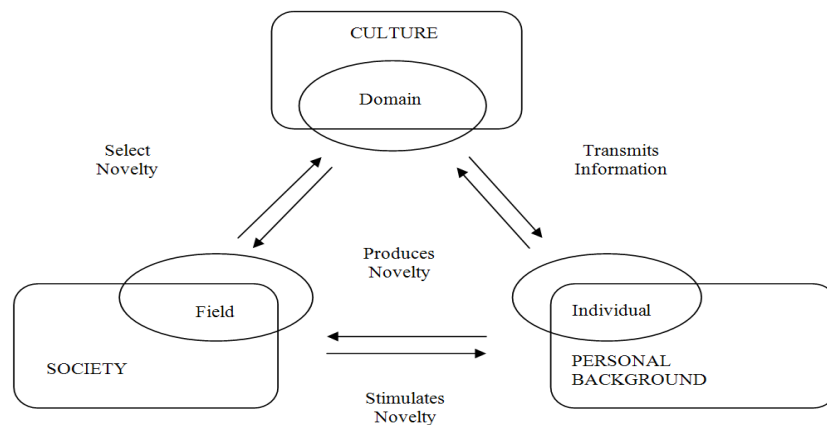 CULTURE
Domain
Select
Novelty
Transmits
Information
Produces
Novelty
Field
SOCIETY
Individual
PERSONAL
BACKGROUND
Stimulates
Novelty